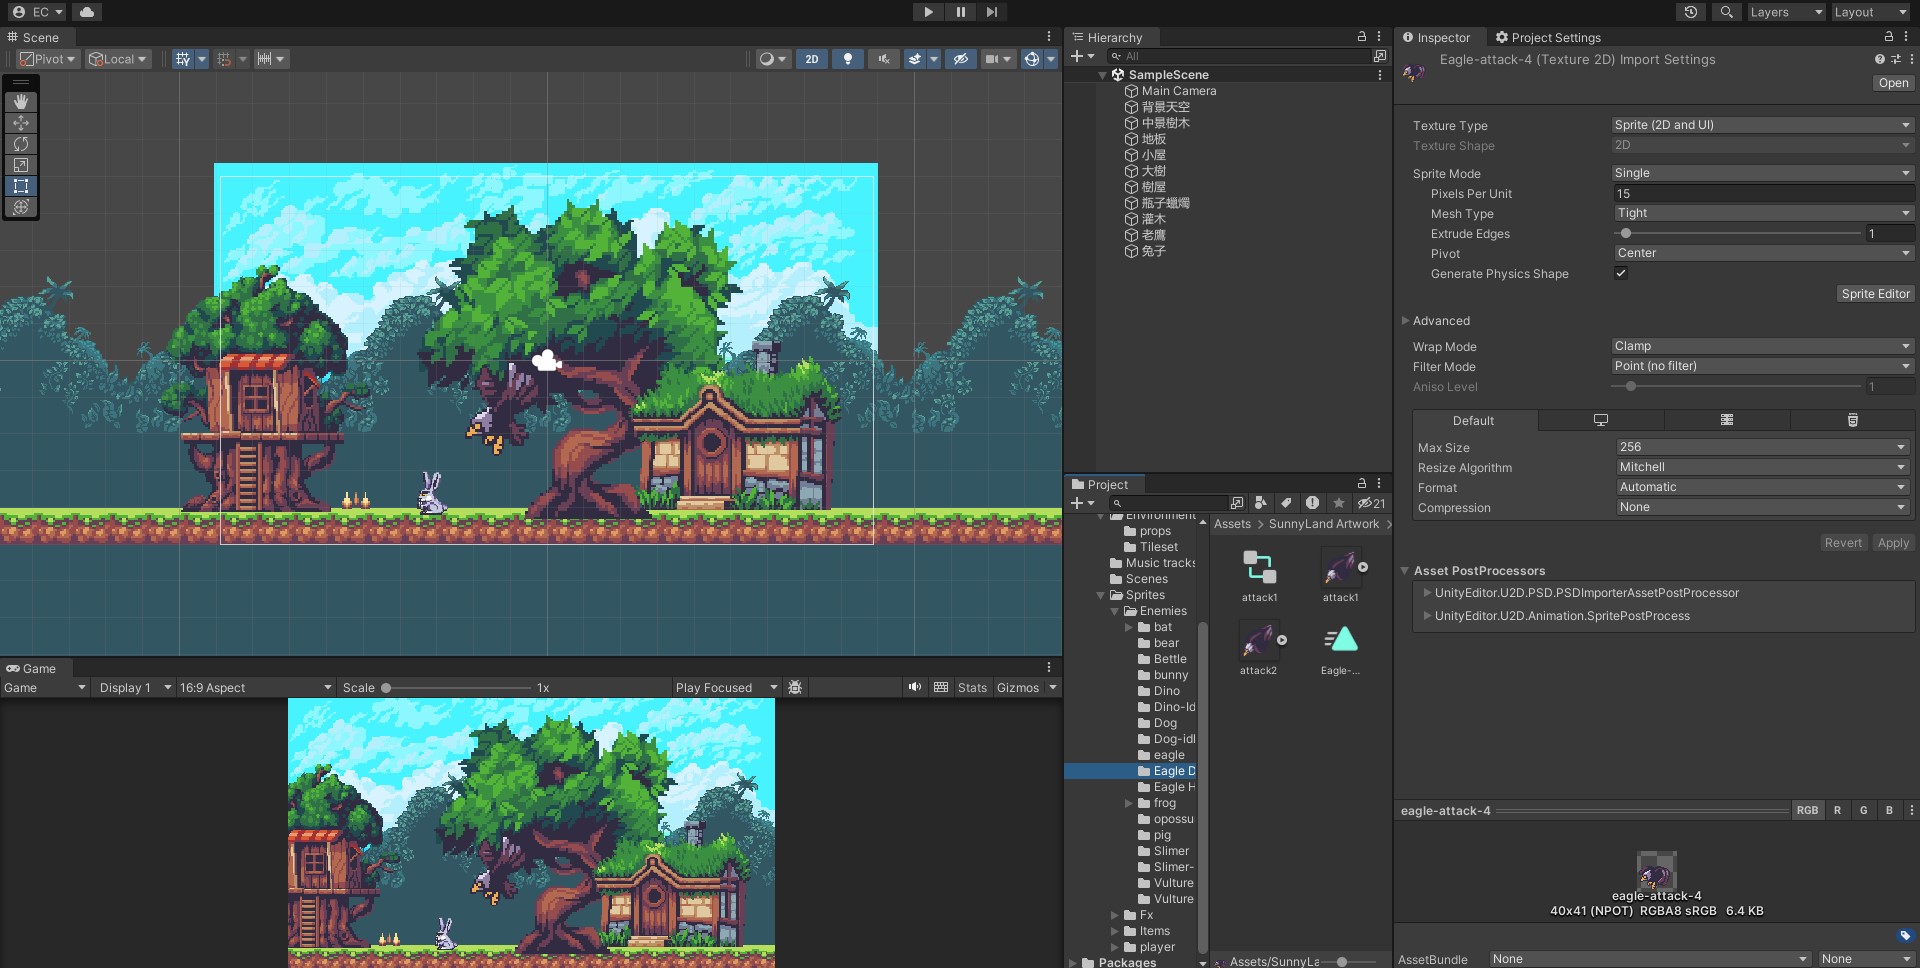 EC
Layers
Layout
Scene
Pivot
Local
2D
Hierarchy
All
SampleScene
Main Camera
背景天空
中景樹木
地板
小屋
大樹
樹屋
瓶子蠟燭
灌木
老鷹
兔子
Inspector
Project Settings
Eagle-attack-4 (Texture 2D) Import Settings
Open
Texture Type
Sprite (2D and UI)
Texture Shape
2D
Sprite Mode
Single
Pixels Per Unit
15
Mesh Type
Tight
Extrude Edges
1
Pivot
Center
Generate Physics Shape
Sprite Editor
Advanced
Wrap Mode
Clamp
Filter Mode
Point (no filter)
Aniso Level
1
Default
Max Size
256
Resize Algorithm
Mitchell
Format
Automatic
Compression
None
Revert
Apply
Asset PostProcessors
UnityEditor.U2D.PSD.PSDImporterAssetPostProcessor
UnityEditor.U2D.Animation.SpritePostProcess
Project
21
Environment
props
Tileset
Music tracks
Scenes
Sprites
Enemies
bat
bear
Bettle
bunny
Dino
Dino-Id
Dog
Dog-idl
eagle
Eagle D
Eagle H
frog
opossu
pig
Slimer
Slimer-
Vulture
Vulture
Fx
Items
player
Packages
Assets > SunnyLand Artwork >
attack1
attack1
attack2
Eagle-...
Assets/SunnyLa
Game
Game
Display 1
16:9 Aspect
Scale
1x
Play Focused
Stats
Gizmos
eagle-attack-4
RGB
R
G
B
eagle-attack-4
40x41 (NPOT) RGBA8 sRGB 6.4 KB
AssetBundle
None
None